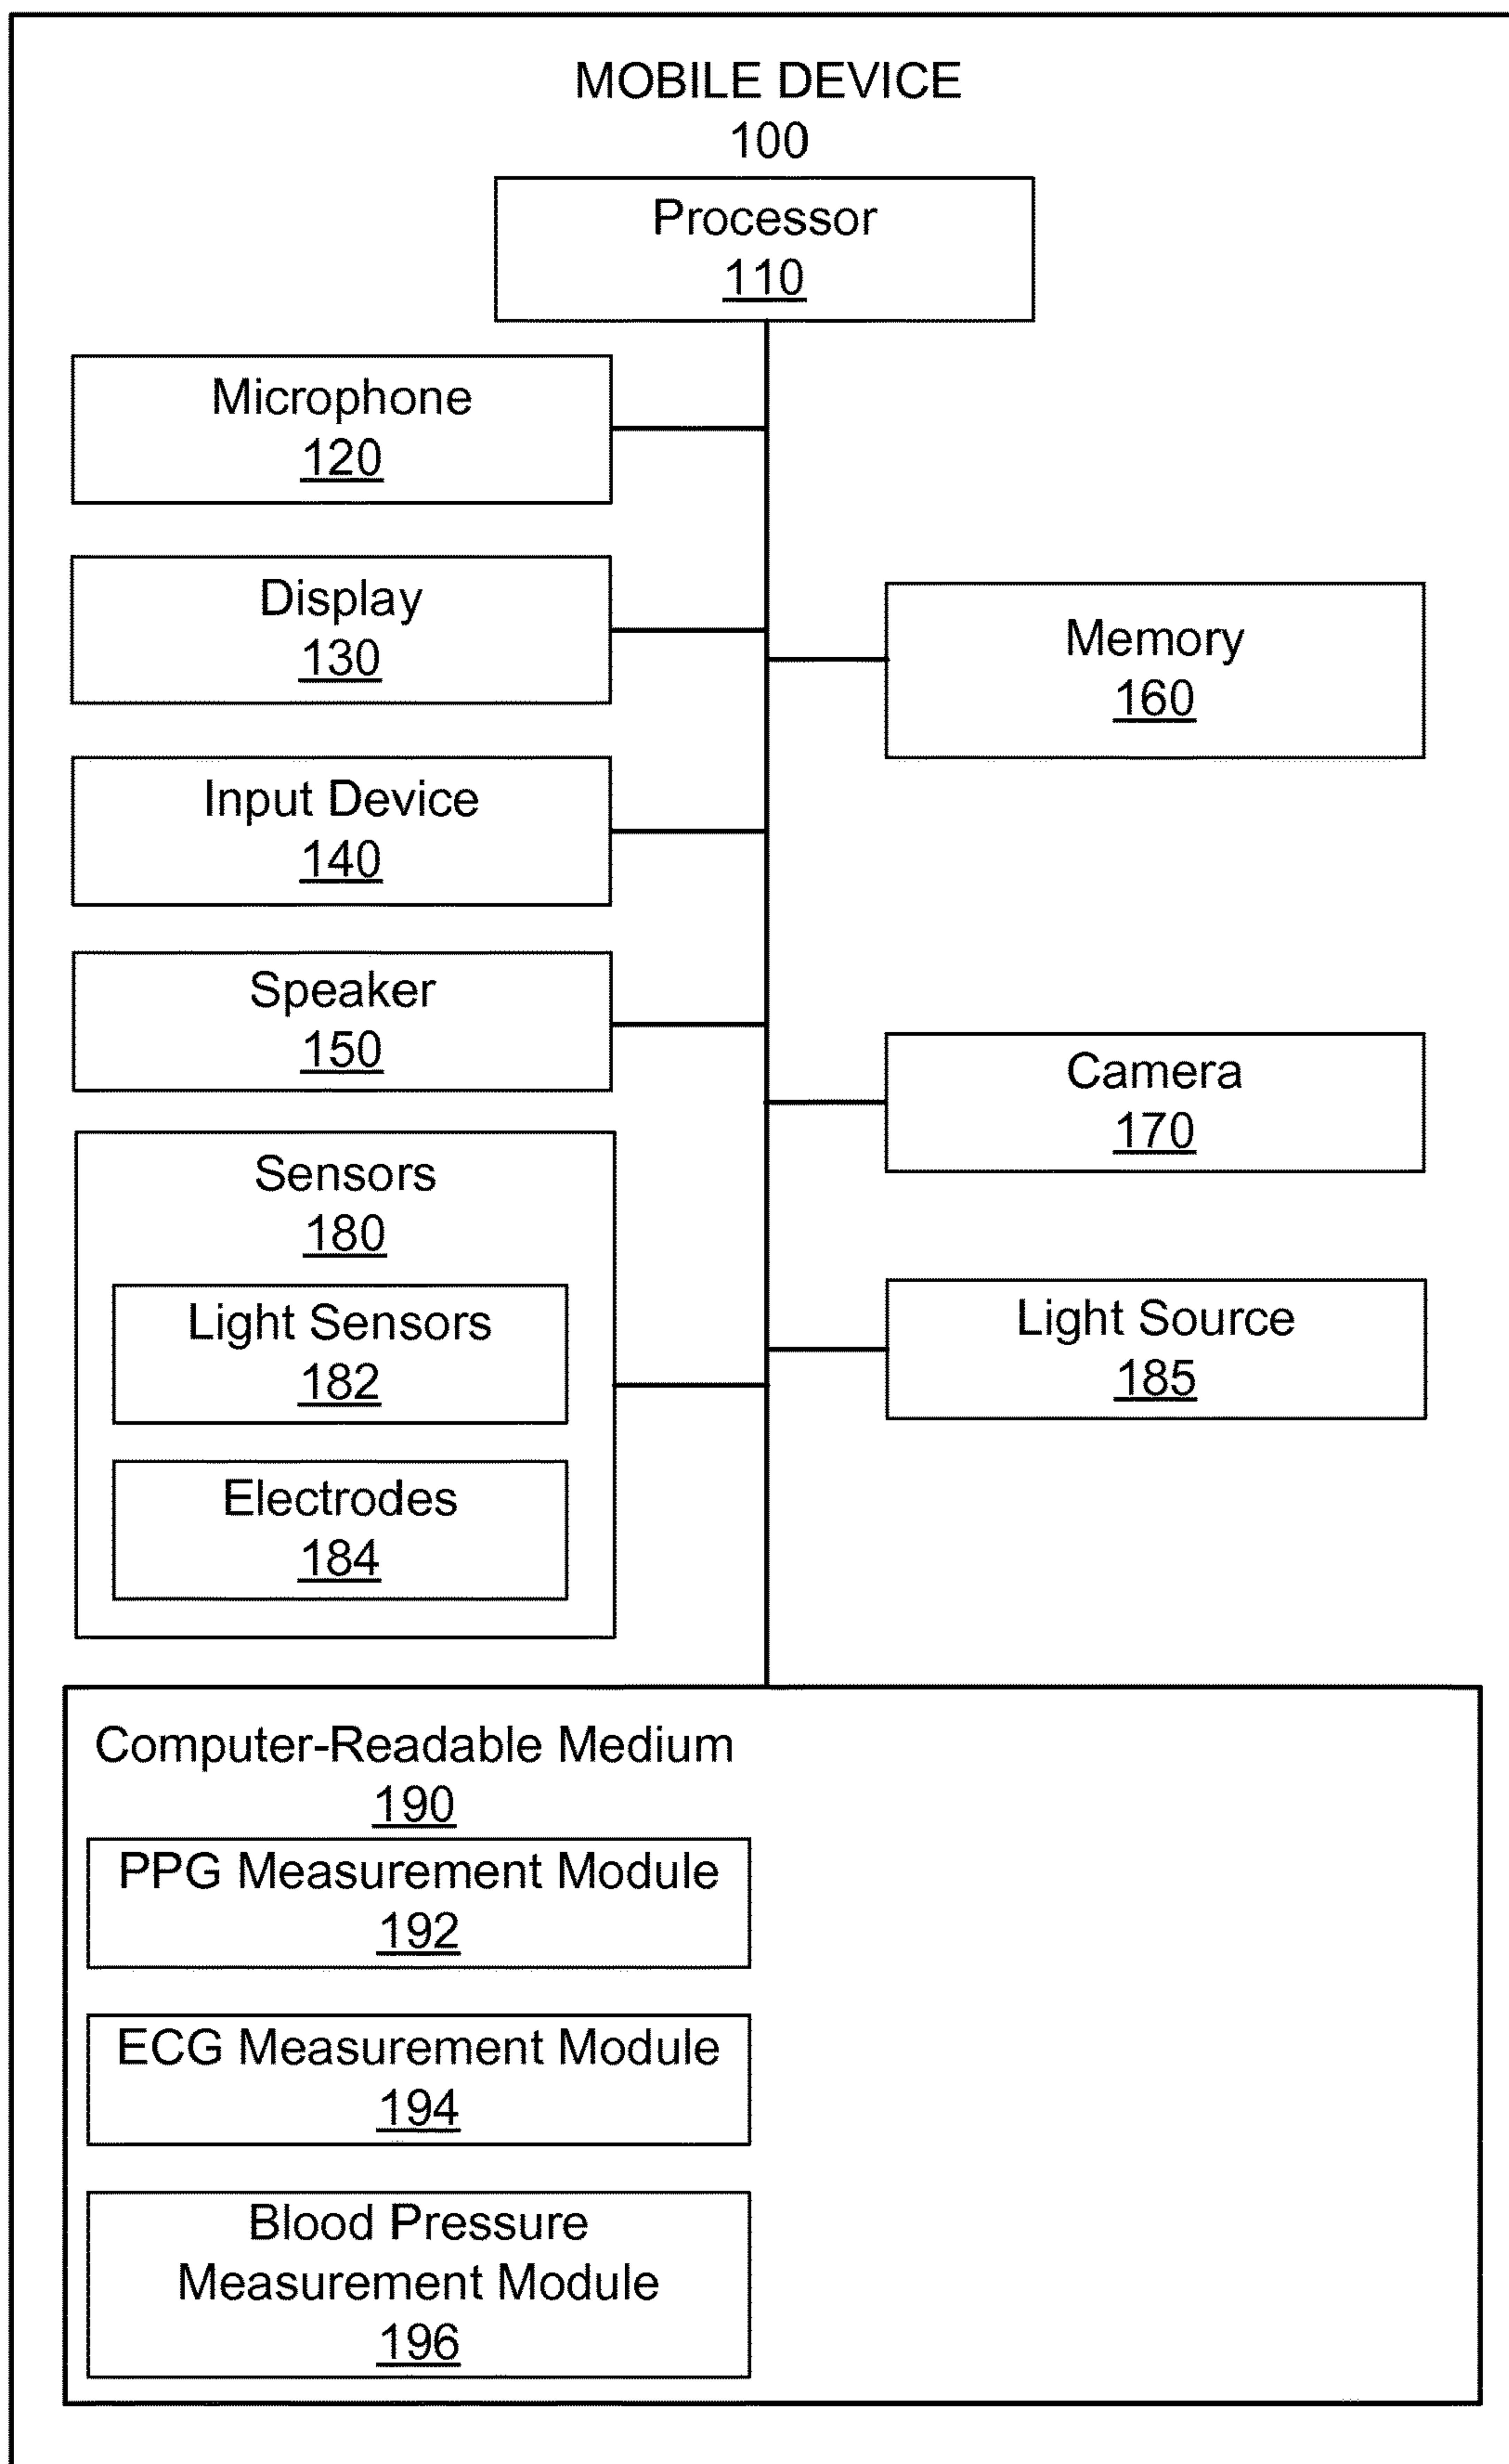 MOBILE DEVICE
100
Processor
110
Microphone
120
Display
130
Memory
160
Input Device
140
Speaker
150
Camera
170
Sensors
180
Light Sensors
182
Light Source
185
Electrodes
184
Computer-Readable Medium
190
PPG Measurement Module
192
ECG Measurement Module
194
Blood Pressure
Measurement Module
196